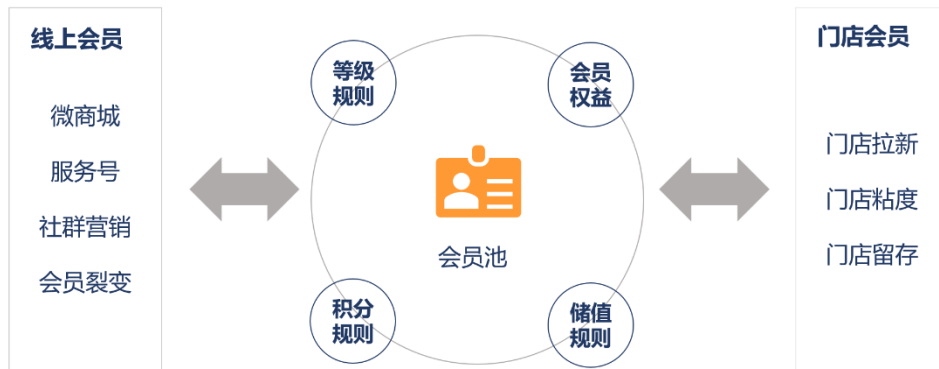 线上会员
微商城
服务号
社群营销
会员裂变
等级
规则
会员
权益
会员池
积分
规则
储值
规则
门店会员
门店拉新
门店粘度
门店留存